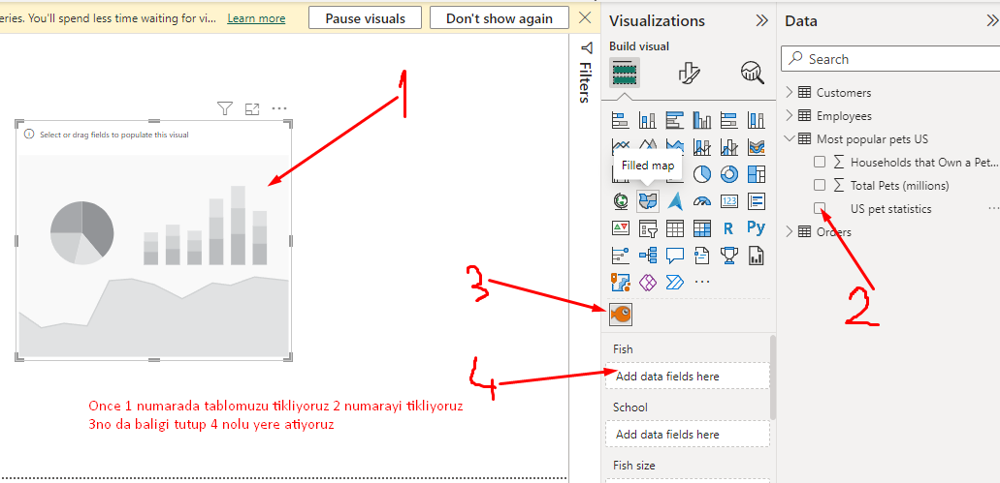 eries. You'll spend less time waiting for vi... Learn more Pause visuals Don't show again
Visualizations
Data
Build visual
Filters
Search
Customers
Employees
Most popular pets US
Households that Own a Pet...
Total Pets (millions)
US pet statistics
Orders
Filled map
123
R
Py
Select or drag fields to populate this visual
1
2
3
4
Fish
Add data fields here
School
Add data fields here
Fish size
Once 1 numarada tablomuzu tikliyoruz 2 numarayi tikliyoruz
3no da baligi tutup 4 nolu yere atiyoruz